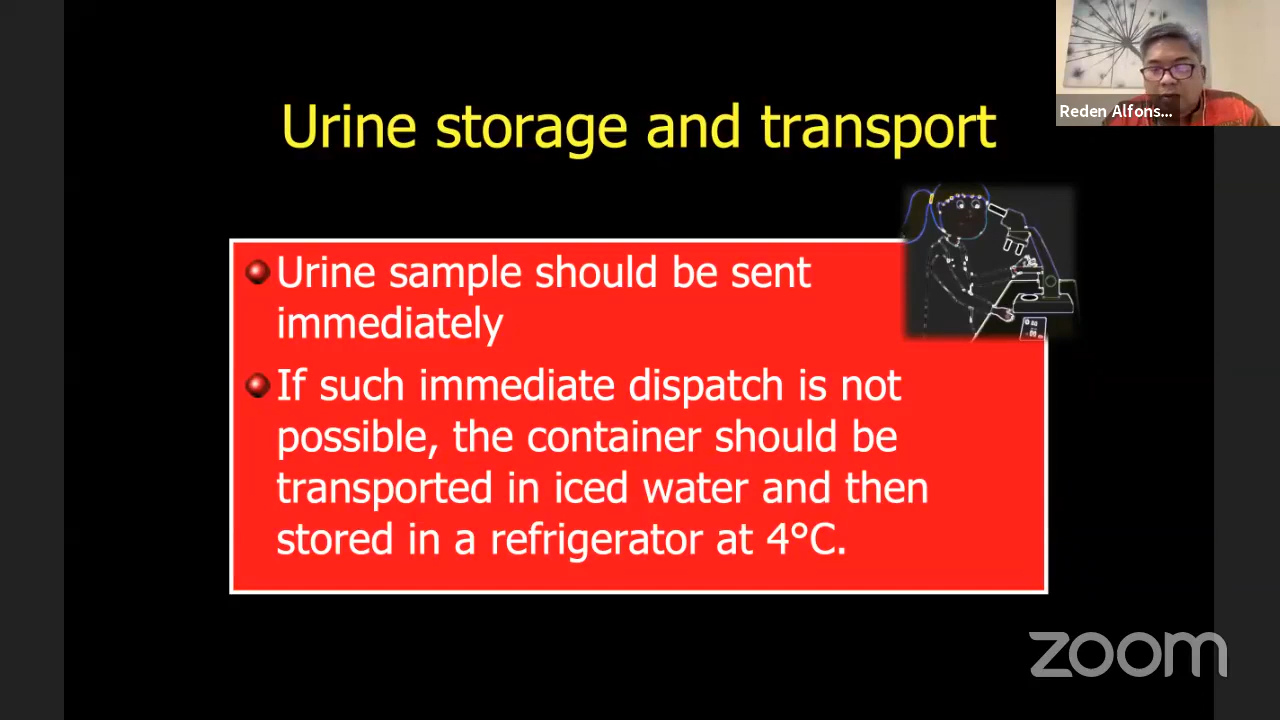 Reden Alfons...
Urine storage and transport
Urine sample should be sent
immediately
If such immediate dispatch is not
possible, the container should be
transported in iced water and then
stored in a refrigerator at 4°C.
zoom